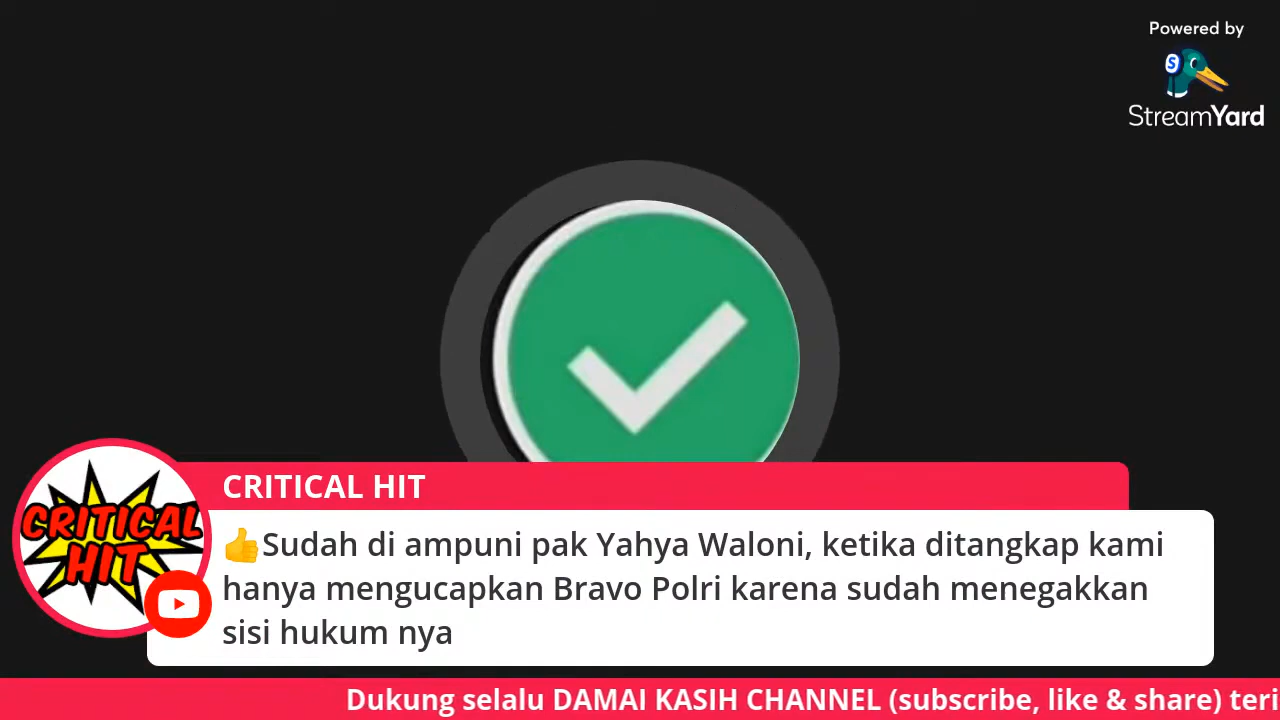 Powered by
S
StreamYard
CRITICAL HIT
CRITICAL
HIT
👍Sudah di ampuni pak Yahya Waloni, ketika ditangkap kami
hanya mengucapkan Bravo Polri karena sudah menegakkan
sisi hukum nya
Dukung selalu DAMAI KASIH CHANNEL (subscribe, like & share) teri